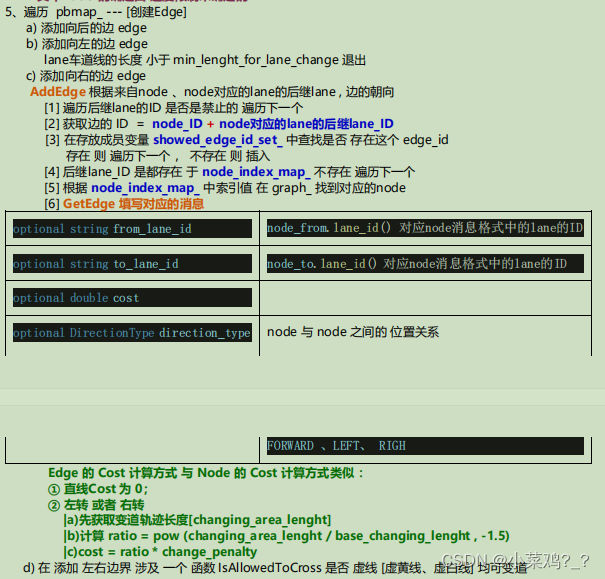 5、遍历 pbmap_ --- [创建Edge]
a) 添加向后的边 edge
b) 添加向左的边 edge
lane车道线的长度 小于 min_lenght_for_lane_change 退出
c) 添加向右的边 edge
AddEdge 根据来自node 、node对应的lane的后继lane , 边的朝向
[1] 遍历后继lane的ID 是否是禁止的 遍历下一个
[2] 获取边的 ID = node_ID + node对应的lane的后继lane_ID
[3] 在存放成员变量 showed_edge_id_set_ 中查找是否 存在这个 edge_id
存在 则 遍历下一个 ， 不存在 则 插入
[4] 后继lane_ID 是都存在 于 node_index_map_ 不存在 遍历下一个
[5] 根据 node_index_map_ 中索引值 在 graph_ 找到对应的node
[6] GetEdge 填写对应的消息
optional string from_lane_id
node_from.lane_id() 对应node消息格式中的lane的ID
optional string to_lane_id
node_to.lane_id() 对应node消息格式中的lane的ID
optional double cost
optional DirectionType direction_type
node 与 node 之间的 位置关系
FORWARD 、LEFT、 RIGH
Edge 的 Cost 计算方式 与 Node 的 Cost 计算方式类似：
① 直线Cost 为 0；
② 左转 或者 右转
|a)先获取变道轨迹长度[changing_area_lenght]
|b)计算 ratio = pow (changing_area_lenght / base_changing_lenght , -1.5)
|c)cost = ratio * change_penalty
d) 在 添加 左右边界 涉及 一个 函数 IsAllowedToCross 是否 虚线 [虚黄线、虚白线] 均可变道
CSDN @小菜鸡?_?